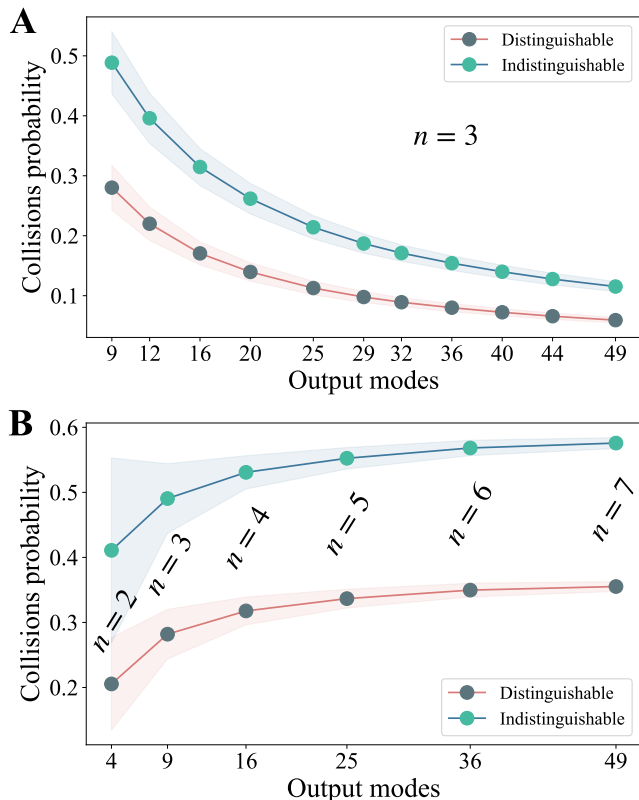 A
Collisions probability
0.5
0.4
0.3
0.2
0.1
Distinguishable
Indistinguishable
n = 3
9 12 16 20 25 29 32 36 40 44 49
Output modes
B
Collisions probability
0.6
0.5
0.4
0.3
0.2
n = 2
n = 3
n = 4
n = 5
n = 6
n = 7
Distinguishable
Indistinguishable
4 9 16 25 36 49
Output modes